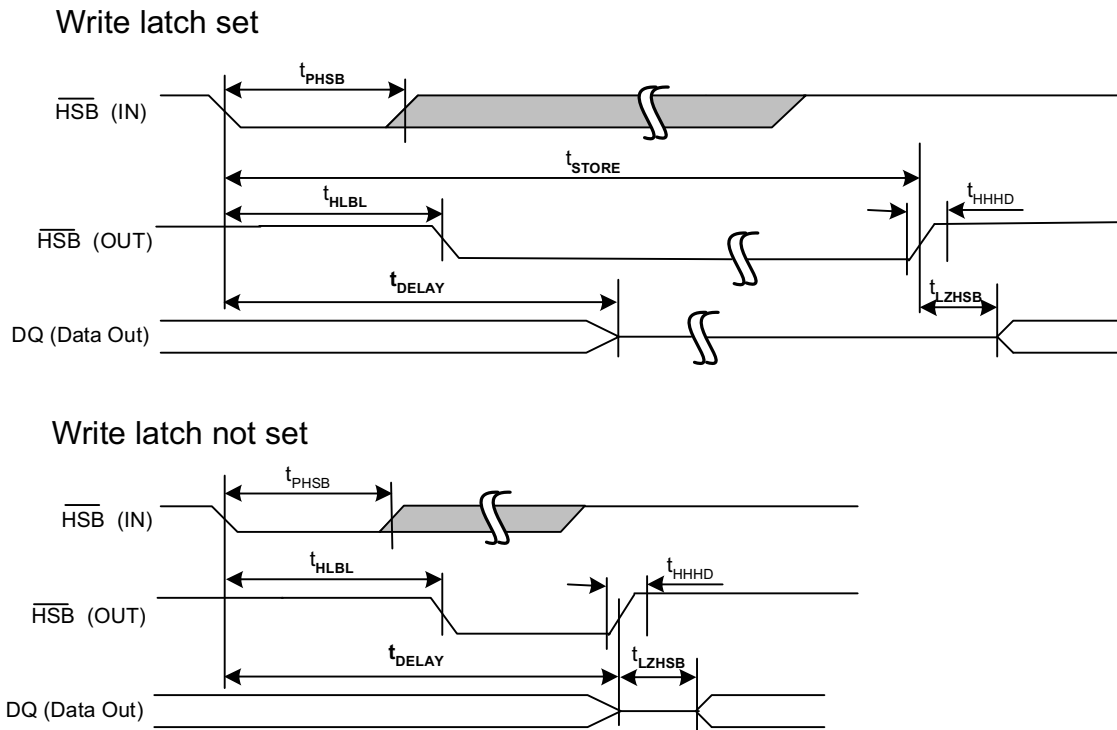 Write latch set
tPHSB
HSB (IN)
tSTORE
tHLBL
tHHHD
HSB (OUT)
tDELAY
tLZHSB
DQ (Data Out)
Write latch not set
tPHSB
HSB (IN)
tHLBL
tHHHD
HSB (OUT)
tDELAY
tLZHSB
DQ (Data Out)